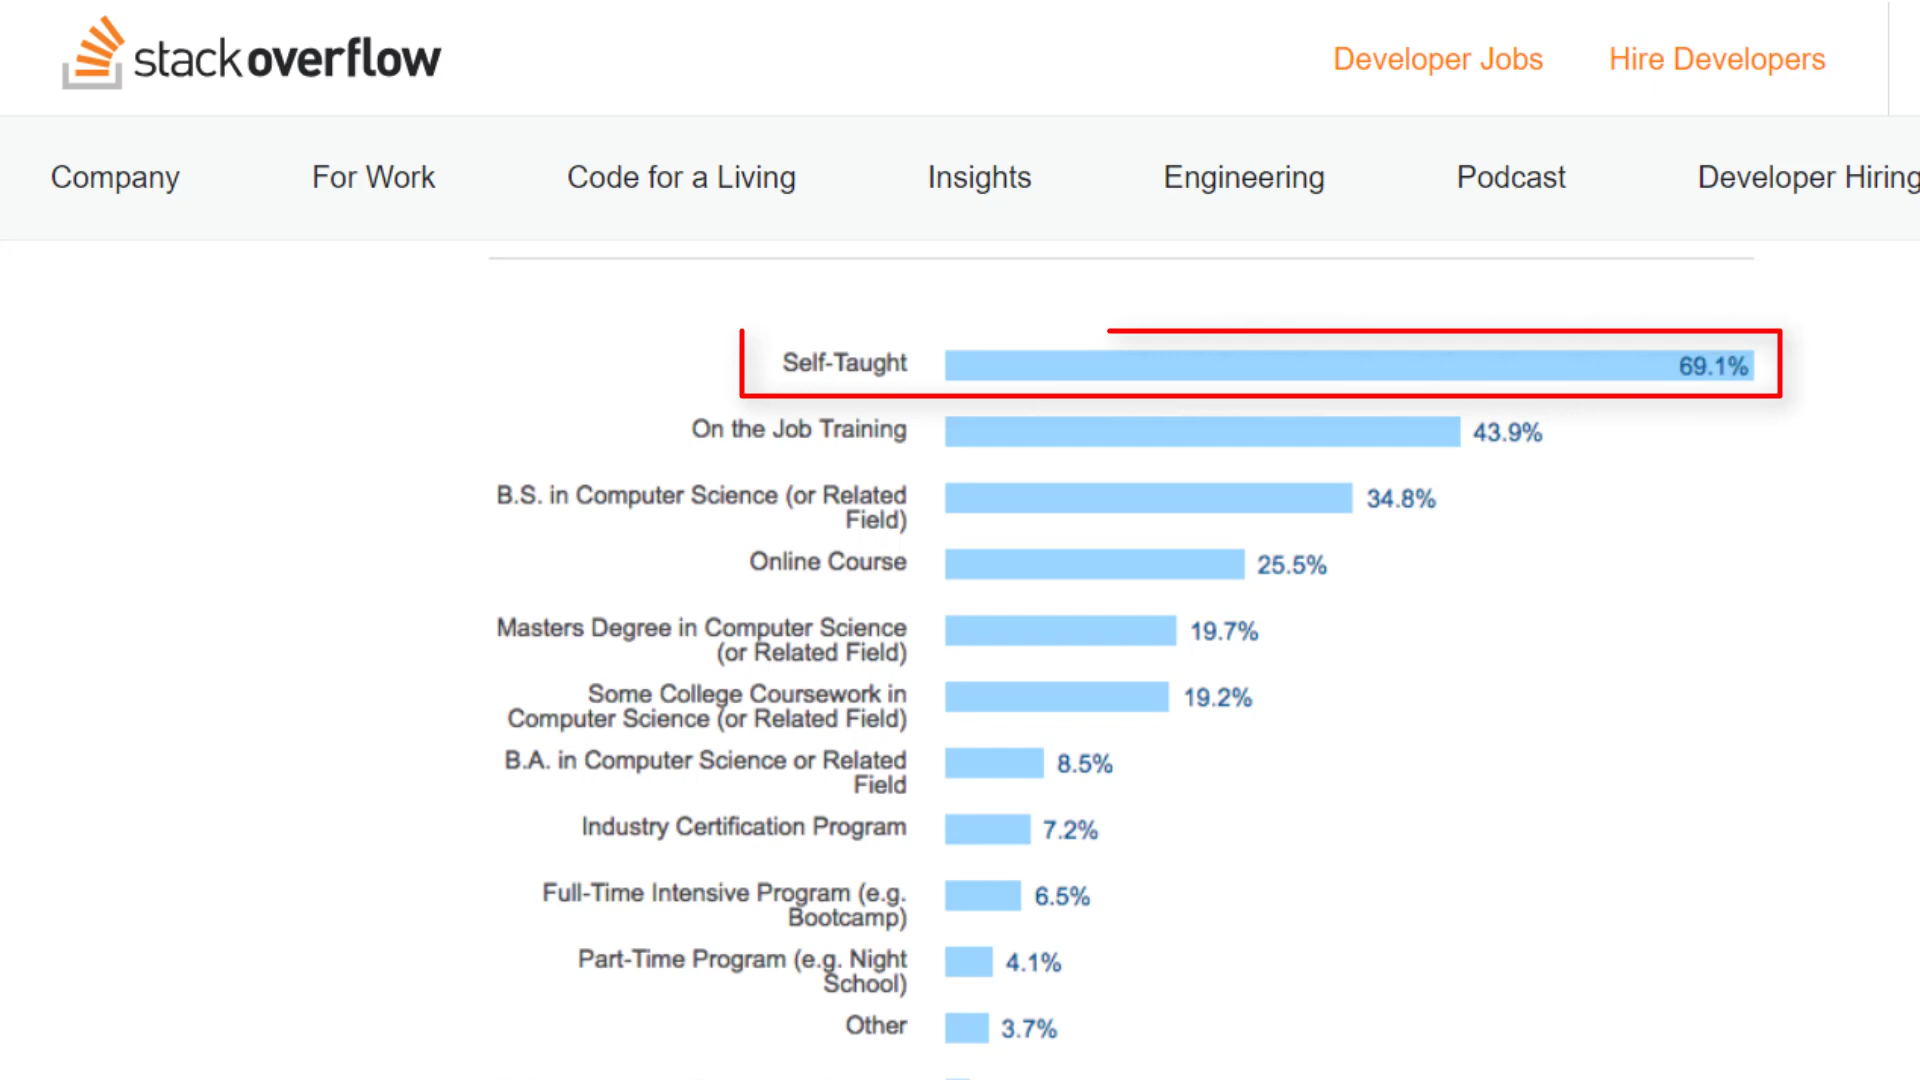 stackoverflow
Developer Jobs
Hire Developers
Company
For Work
Code for a Living
Insights
Engineering
Podcast
Developer Hiring
Self-Taught
69.1%
On the Job Training
43.9%
B.S. in Computer Science (or Related
Field)
34.8%
Online Course
25.5%
Masters Degree in Computer Science
(or Related Field)
19.7%
Some College Coursework in
Computer Science (or Related Field)
19.2%
B.A. in Computer Science or Related
Field
8.5%
Industry Certification Program
7.2%
Full-Time Intensive Program (e.g.
Bootcamp)
6.5%
Part-Time Program (e.g. Night
School)
4.1%
Other
3.7%